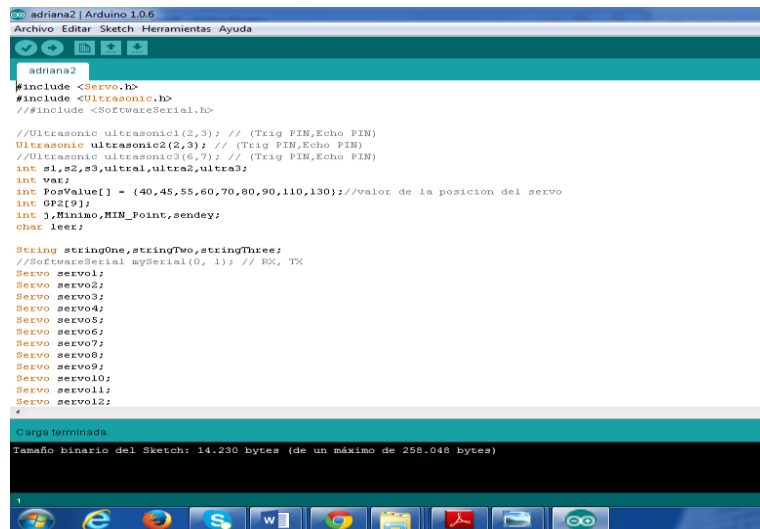 adriana2 | Arduino 1.0.6
Archivo Editar Sketch Herramientas Ayuda
adriana2
#include <Servo.h>
#include <Ultrasonic.h>
//#include <SoftwareSerial.h>
//Ultrasonic ultrasonic1(2,3); // (Trig PIN,Echo PIN)
Ultrasonic ultrasonic2(2,3); // (Trig PIN,Echo PIN)
//Ultrasonic ultrasonic3(6,7); // (Trig PIN,Echo PIN)
int s1,s2,s3,ultra1,ultra2,ultra3;
int var;
int PosValue[] = {40,45,55,60,70,80,90,110,130};//valor de la posicion del servo
int GP2[9];
int j,Minimo,MIN_Point,sendey;
char leer;
String stringOne,stringTwo,stringThree;
//SoftwareSerial mySerial(0, 1); // RX, TX
Servo servo1;
Servo servo2;
Servo servo3;
Servo servo4;
Servo servo5;
Servo servo6;
Servo servo7;
Servo servo8;
Servo servo9;
Servo servo10;
Servo servo11;
Servo servo12;
Carga terminada.
Tamaño binario del Sketch: 14.230 bytes (de un máximo de 258.048 bytes)
1